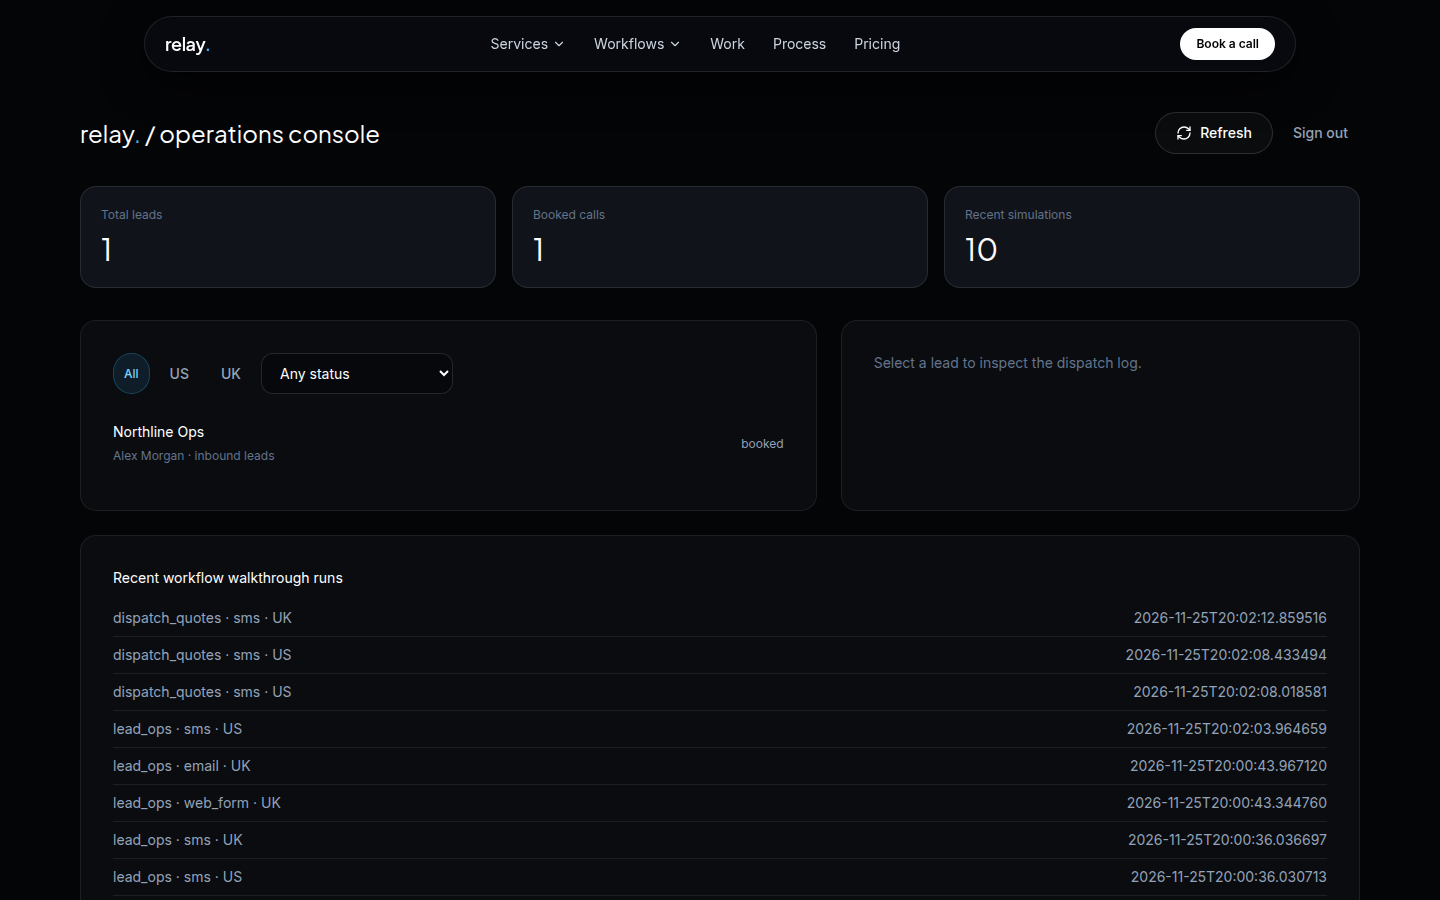 relay.
Services
Workflows
Work
Process
Pricing
Book a call
relay. / operations console
Refresh
Sign out
Total leads
1
Booked calls
1
Recent simulations
10
All
US
UK
Any status
Northline Ops
Alex Morgan · inbound leads
booked
Select a lead to inspect the dispatch log.
Recent workflow walkthrough runs
dispatch_quotes · sms · UK
2026-11-25T20:02:12.859516
dispatch_quotes · sms · US
2026-11-25T20:02:08.433494
dispatch_quotes · sms · US
2026-11-25T20:02:08.018581
lead_ops · sms · US
2026-11-25T20:02:03.964659
lead_ops · email · UK
2026-11-25T20:00:43.967120
lead_ops · web_form · UK
2026-11-25T20:00:43.344760
lead_ops · sms · UK
2026-11-25T20:00:36.036697
lead_ops · sms · US
2026-11-25T20:00:36.030713